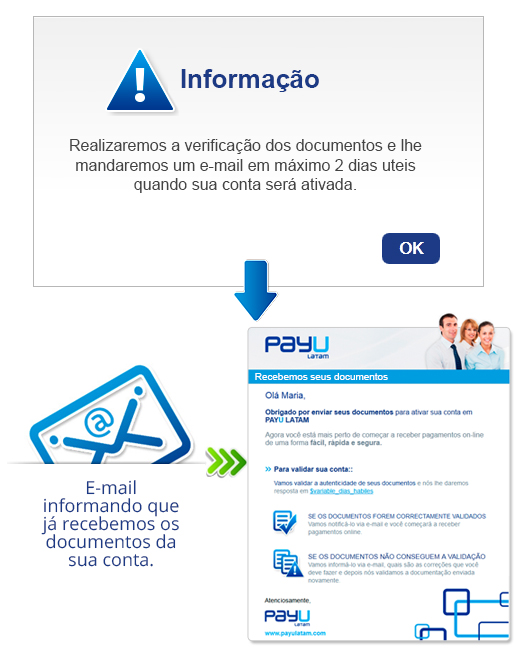 Informação
Realizaremos a verificação dos documentos e lhe
mandaremos um e-mail em máximo 2 dias uteis
quando sua conta será ativada.
OK
E-mail
informando que
já recebemos os
documentos da
sua conta.
PAYU
LATAM
Recebemos seus documentos
Olá Maria,
Obrigado por enviar seus documentos para ativar sua conta em
PAYU LATAM
Agora você está mais perto de começar a receber pagamentos on-line
de uma forma fácil, rápida e segura.
» Para validar sua conta::
Vamos validar a autenticidade de seus documentos e nós lhe daremos
resposta em $variable_dias_habiles.
SE OS DOCUMENTOS FOREM CORRECTAMENTE VALIDADOS
Vamos notificá-lo via e-mail e você começará a receber
pagamentos online.
SE OS DOCUMENTOS NÃO CONSEGUEM A VALIDAÇÃO
Vamos informá-lo via e-mail, quais são as correções que você
deve fazer e depois nós validamos a documentação enviada
novamente.
Atenciosamente,
PAYU
LATAM
www.payulatam.com